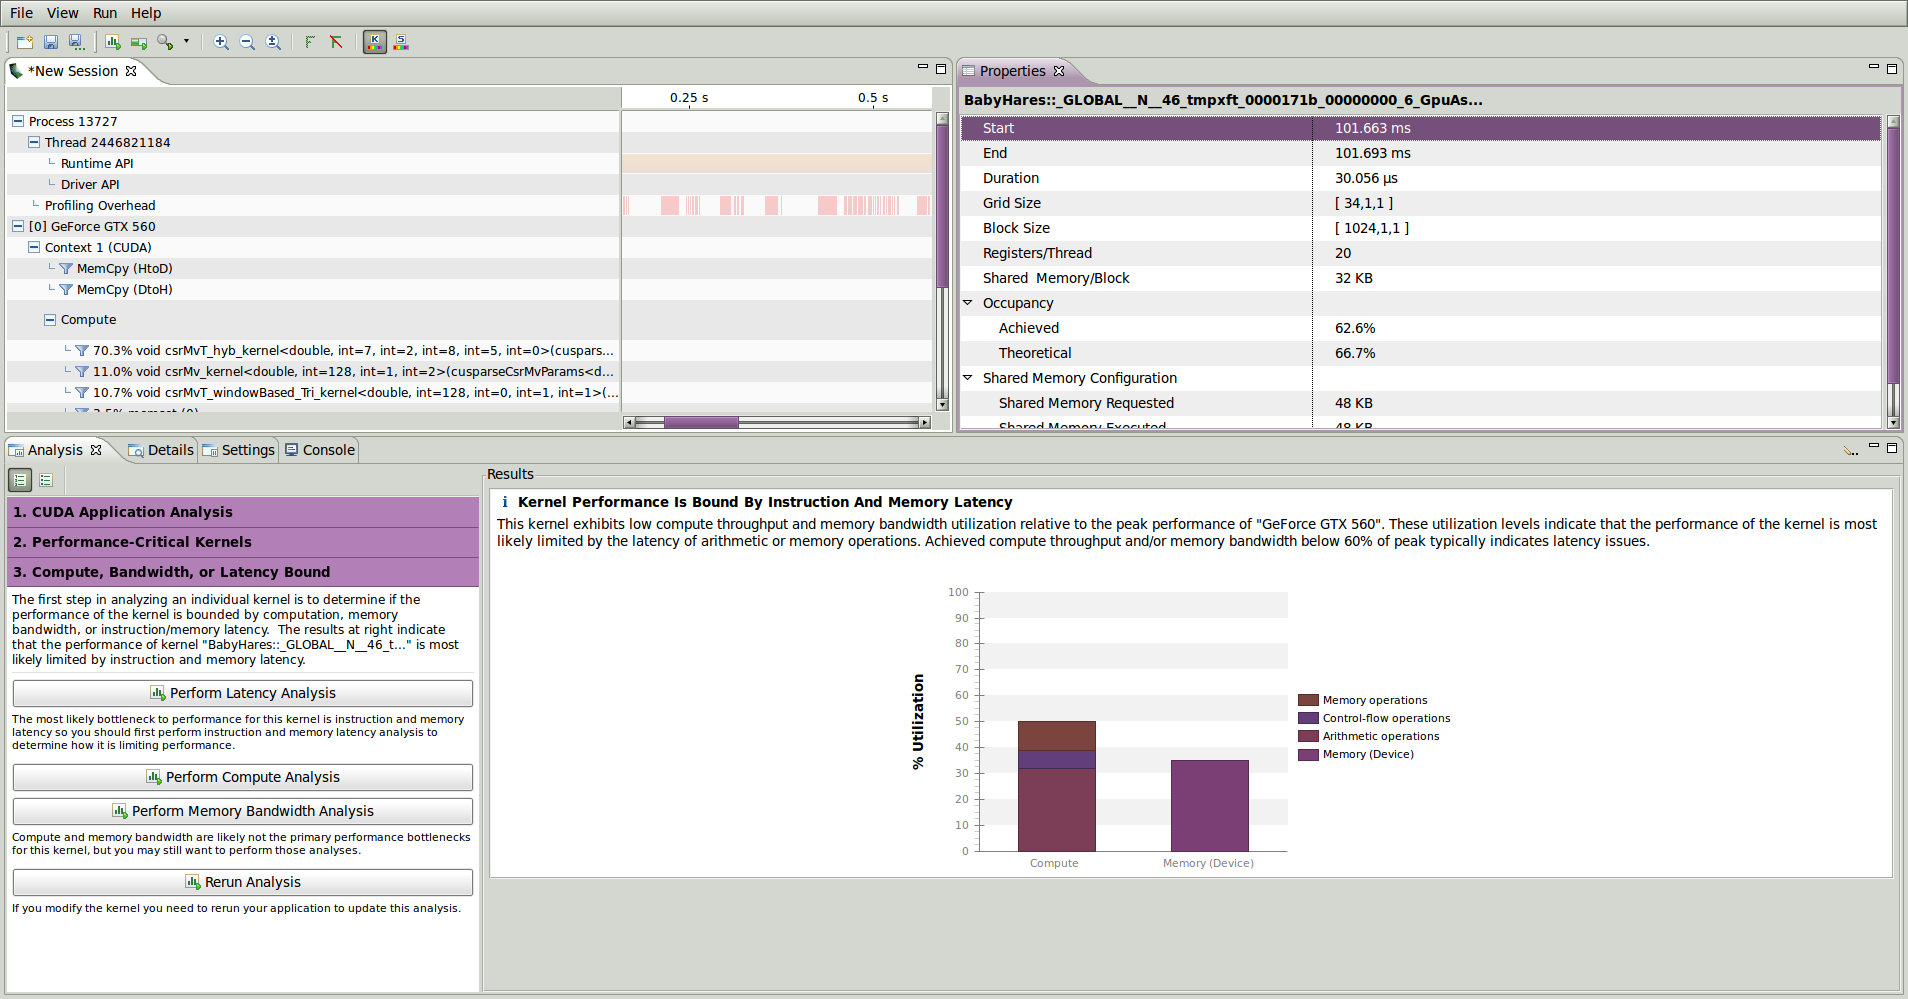 File View Run Help
*New Session
0.25 s 0.5 s
Process 13727
Thread 2446821184
Runtime API
Driver API
Profiling Overhead
[0] GeForce GTX 560
Context 1 (CUDA)
MemCpy (HtoD)
MemCpy (DtoH)
Compute
70.3% void csrMvT_hyb_kernel<double, int=7, int=2, int=8, int=5, int=0>(cuspars...
11.0% void csrMv_kernel<double, int=128, int=1, int=2>(cusparseCsrMvParams<d...
10.7% void csrMvT_windowBased_Tri_kernel<double, int=128, int=0, int=1, int=1>(...
Properties
BabyHares::_GLOBAL__N__46_tmpxft_0000171b_00000000_6_GpuAs...
Start 101.663 ms
End 101.693 ms
Duration 30.056 µs
Grid Size [ 34,1,1 ]
Block Size [ 1024,1,1 ]
Registers/Thread 20
Shared Memory/Block 32 KB
Occupancy
Achieved 62.6%
Theoretical 66.7%
Shared Memory Configuration
Shared Memory Requested 48 KB
Shared Memory Executed 48 KB
Analysis Details Settings Console
1. CUDA Application Analysis
2. Performance-Critical Kernels
3. Compute, Bandwidth, or Latency Bound
The first step in analyzing an individual kernel is to determine if the
performance of the kernel is bounded by computation, memory
bandwidth, or instruction/memory latency. The results at right indicate
that the performance of kernel "BabyHares::_GLOBAL__N__46_t..." is most
likely limited by instruction and memory latency.
Perform Latency Analysis
The most likely bottleneck to performance for this kernel is instruction and memory
latency so you should first perform instruction and memory latency analysis to
determine how it is limiting performance.
Perform Compute Analysis
Perform Memory Bandwidth Analysis
Compute and memory bandwidth are likely not the primary performance bottlenecks
for this kernel, but you may still want to perform those analyses.
Rerun Analysis
If you modify the kernel you need to rerun your application to update this analysis.
Results
i Kernel Performance Is Bound By Instruction And Memory Latency
This kernel exhibits low compute throughput and memory bandwidth utilization relative to the peak performance of "GeForce GTX 560". These utilization levels indicate that the performance of the kernel is most
likely limited by the latency of arithmetic or memory operations. Achieved compute throughput and/or memory bandwidth below 60% of peak typically indicates latency issues.
% Utilization
100
90
80
70
60
50
40
30
20
10
0
Compute Memory (Device)
Memory operations
Control-flow operations
Arithmetic operations
Memory (Device)